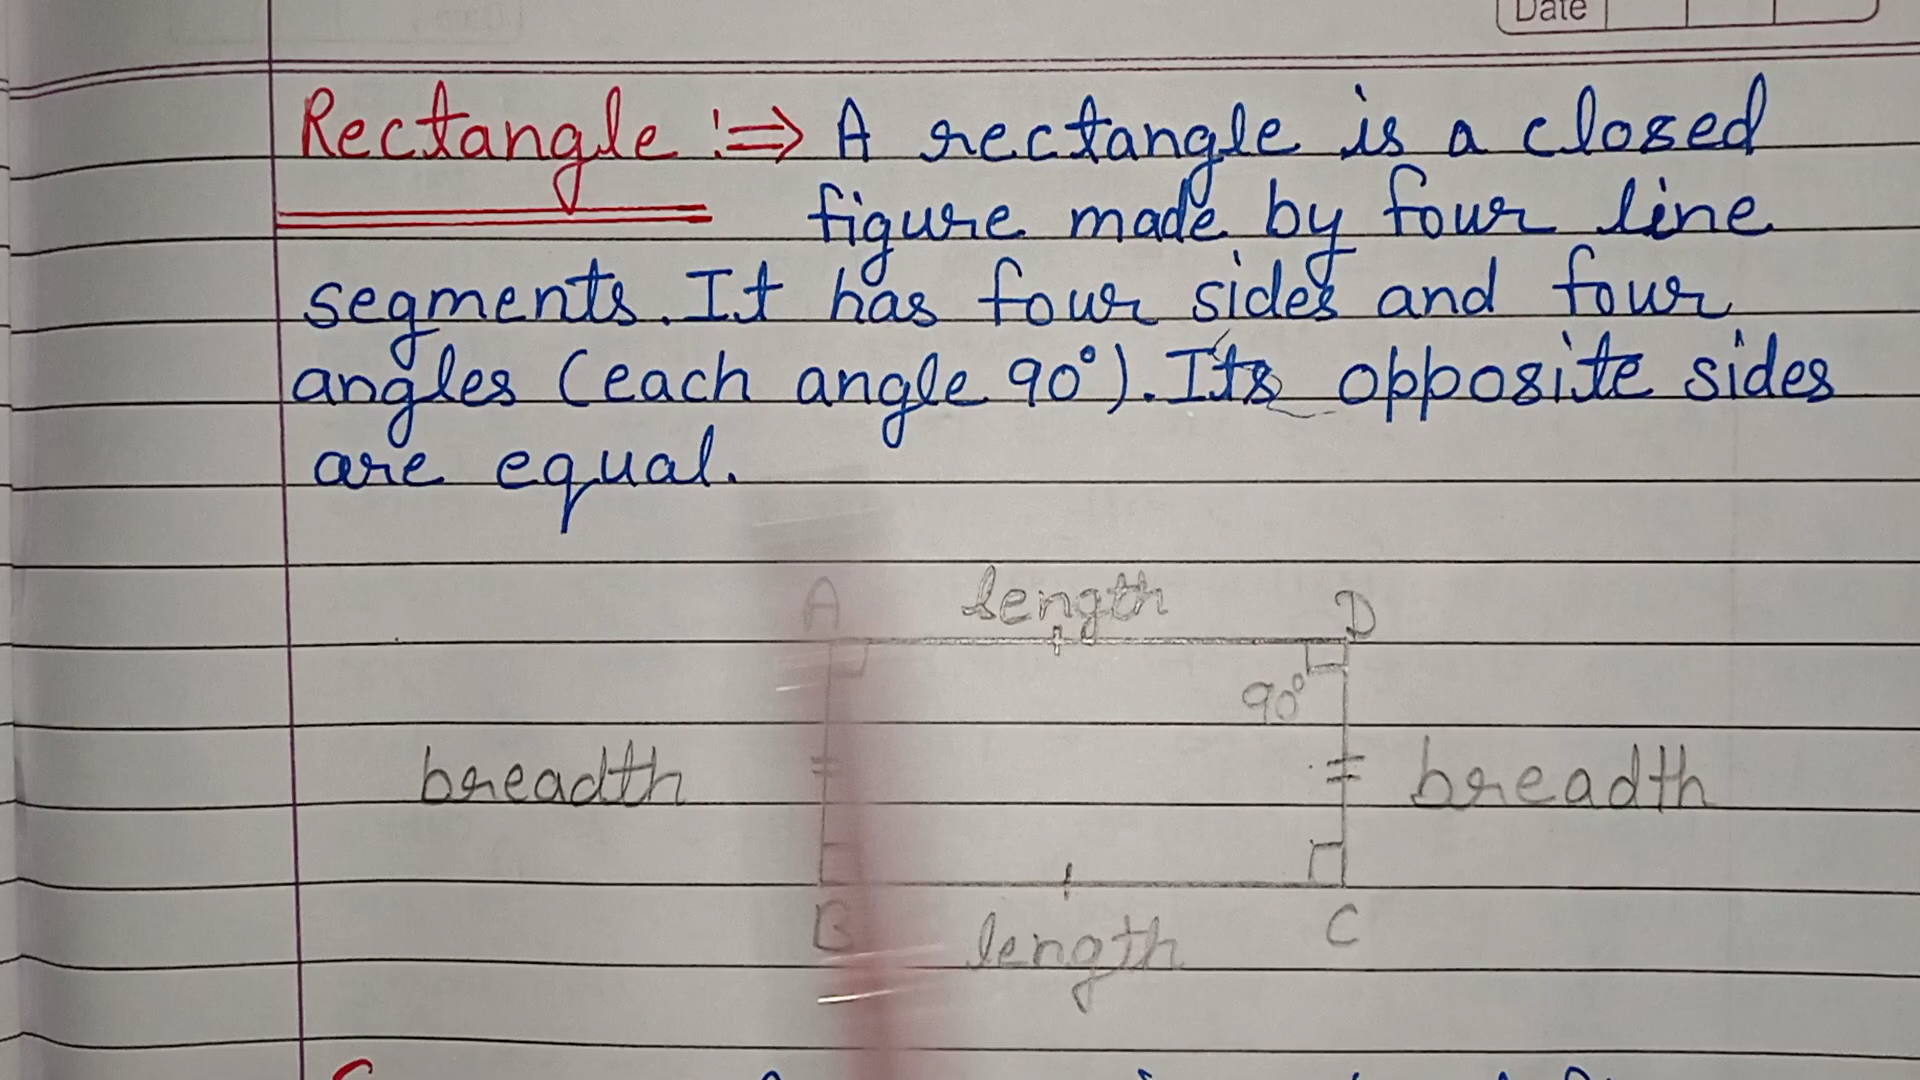 Date
Rectangle :⇒ A rectangle is a closed
figure made by four line
segments. It has four sides and four
angles (each angle 90°). Its opposite sides
are equal.
A length D
90°
breadth breadth
B length C